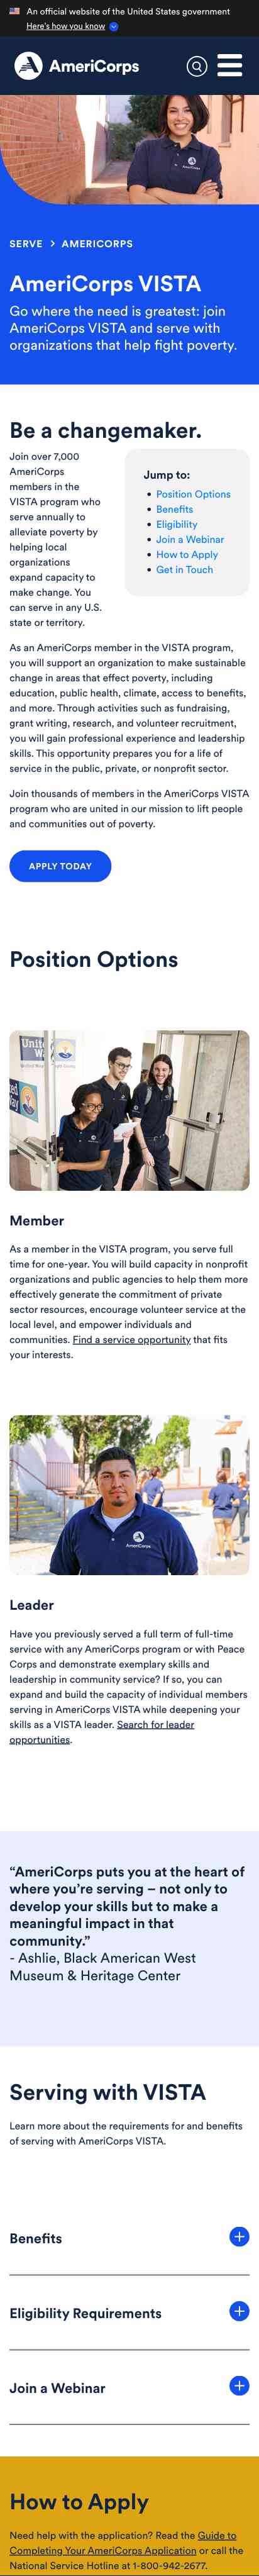 An official website of the United States government
Here's how you know
AmeriCorps
AmeriCorps
SERVE > AMERICORPS
AmeriCorps VISTA
Go where the need is greatest: join
AmeriCorps VISTA and serve with
organizations that help fight poverty.
Be a changemaker.
Join over 7,000
AmeriCorps
members in the
VISTA program who
serve annually to
alleviate poverty by
helping local
organizations
expand capacity to
make change. You
can serve in any U.S.
state or territory.
Jump to:
• Position Options
• Benefits
• Eligibility
• Join a Webinar
• How to Apply
• Get in Touch
As an AmeriCorps member in the VISTA program,
you will support an organization to make sustainable
change in areas that effect poverty, including
education, public health, climate, access to benefits,
and more. Through activities such as fundraising,
grant writing, research, and volunteer recruitment,
you will gain professional experience and leadership
skills. This opportunity prepares you for a life of
service in the public, private, or nonprofit sector.
Join thousands of members in the AmeriCorps VISTA
program who are united in our mission to lift people
and communities out of poverty.
APPLY TODAY
Position Options
United
Way
Member
As a member in the VISTA program, you serve full
time for one-year. You will build capacity in nonprofit
organizations and public agencies to help them more
effectively generate the commitment of private
sector resources, encourage volunteer service at the
local level, and empower individuals and
communities. Find a service opportunity that fits
your interests.
AmeriCorps
Leader
Have you previously served a full term of full-time
service with any AmeriCorps program or with Peace
Corps and demonstrate exemplary skills and
leadership in community service? If so, you can
expand and build the capacity of individual members
serving in AmeriCorps VISTA while deepening your
skills as a VISTA leader. Search for leader
opportunities.
“AmeriCorps puts you at the heart of
where you’re serving – not only to
develop your skills but to make a
meaningful impact in that
community.”
- Ashlie, Black American West
Museum & Heritage Center
Serving with VISTA
Learn more about the requirements for and benefits
of serving with AmeriCorps VISTA.
Benefits
Eligibility Requirements
Join a Webinar
How to Apply
Need help with the application? Read the Guide to
Completing Your AmeriCorps Application or call the
National Service Hotline at 1-800-942-2677.